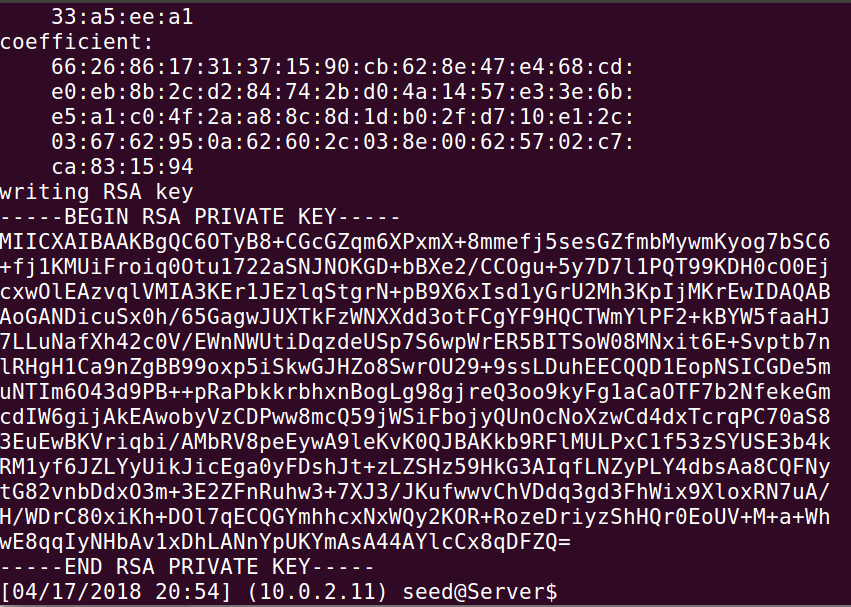 33:a5:ee:a1
coefficient:
66:26:86:17:31:37:15:90:cb:62:8e:47:e4:68:cd:
e0:eb:8b:2c:d2:84:74:2b:d0:4a:14:57:e3:3e:6b:
e5:a1:c0:4f:2a:a8:8c:8d:1d:b0:2f:d7:10:e1:2c:
03:67:62:95:0a:62:60:2c:03:8e:00:62:57:02:c7:
ca:83:15:94
writing RSA key
-----BEGIN RSA PRIVATE KEY-----
MIICXAIBAAKBgQC6OTyB8+CGcGZqm6XPxmX+8mmefj5sesGZfmbMywmKyog7bSC6
+fj1KMUiFroiq0Otu1722aSNJNOKGD+bBXe2/CCOgu+5y7D7l1PQT99KDH0cO0Ej
cxwOlEAzvqlVMIA3KEr1JEzlqStgrN+pB9X6xIsd1yGrU2Mh3KpIjMKrEwIDAQAB
AoGANDicuSx0h/65GagwJUXTkFzWNXXdd3otFCgYF9HQCTWmYlPF2+kBYW5faaHJ
7LLuNafXh42c0V/EWnNWUtiDqzdeUSp7S6wpWrER5BITSoW08MNxit6E+Svptb7n
lRHgH1Ca9nZgBB99oxp5iSkwGJHZo8SwrOU29+9ssLDuhEECQQD1EopNSICGDe5m
uNTIm6O43d9PB++pRaPbkkrbhxnBogLg98gjreQ3oo9kyFg1aCaOTF7b2NfekeGm
cdIW6gijAkEAwobyVzCDPww8mcQ59jWSiFbojyQUnOcNoXzwCd4dxTcrqPC70aS8
3EuEwBKVriqbi/AMbRV8peEywA9leKvK0QJBAKkb9RFlMULPxC1f53zSYUSE3b4k
RM1yf6JZLYyUikJicEga0yFDshJt+zLZSHz59HkG3AIqfLNZyPLY4dbsAa8CQFNy
tG82vnbDdxO3m+3E2ZFnRuhw3+7XJ3/JKufwwvChVDdq3gd3FhWix9XloxRN7uA/
H/WDrC80xiKh+DOl7qECQGYmhhcxNxWQy2KOR+RozeDriyzShHQr0EoUV+M+a+Wh
wE8qqIyNHbAv1xDhLANnYpUKYmAsA44AYlcCx8qDFZQ=
-----END RSA PRIVATE KEY-----
[04/17/2018 20:54] (10.0.2.11) seed@Server$